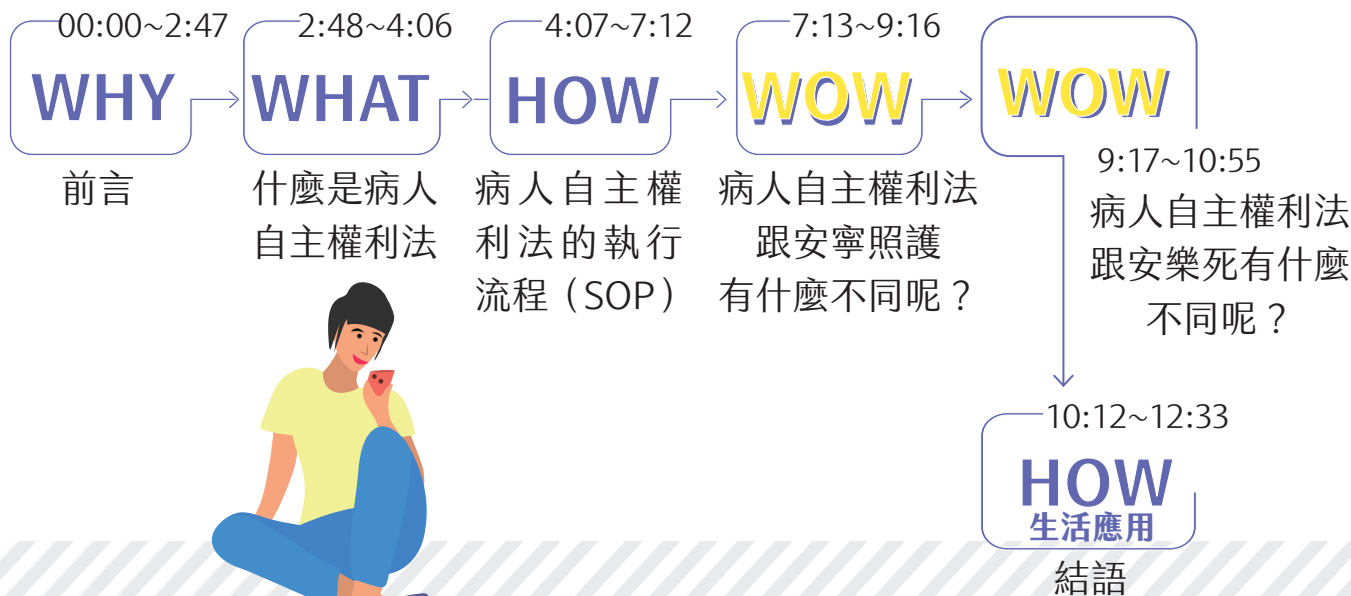 00:00~2:47
WHY
前言
2:48~4:06
WHAT
什麼是病人
自主權利法
4:07~7:12
HOW
病人自主權
利法的執行
流程（SOP）
7:13~9:16
WOW
病人自主權利法
跟安寧照護
有什麼不同呢？
WOW
9:17~10:55
病人自主權利法
跟安樂死有什麼
不同呢？
10:12~12:33
HOW
生活應用
結語